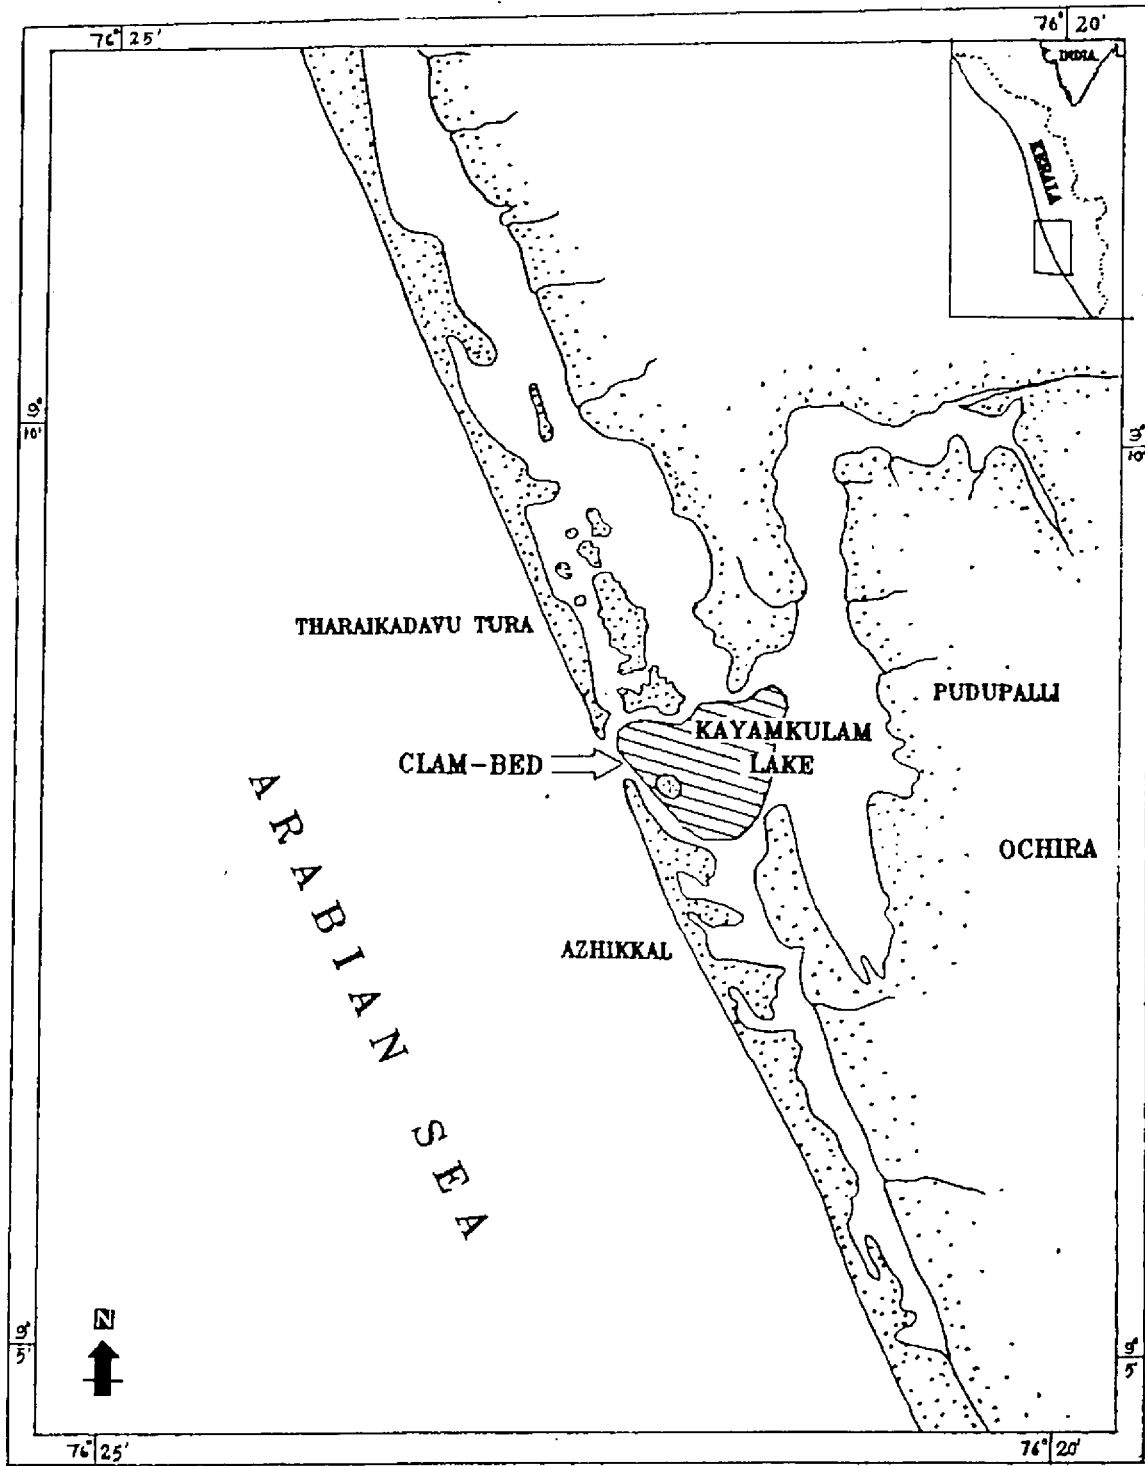 76° 25'
76° 20'
INDIA
KERALA
9°
10'
9°
10'
THARAIKADAVU TURA
PUDUPALLI
KAYAMKULAM
LAKE
CLAM-BED
OCHIRA
AZHIKKAL
ARABIAN SEA
N
9°
5'
9°
5
76° 25'
76° 20'